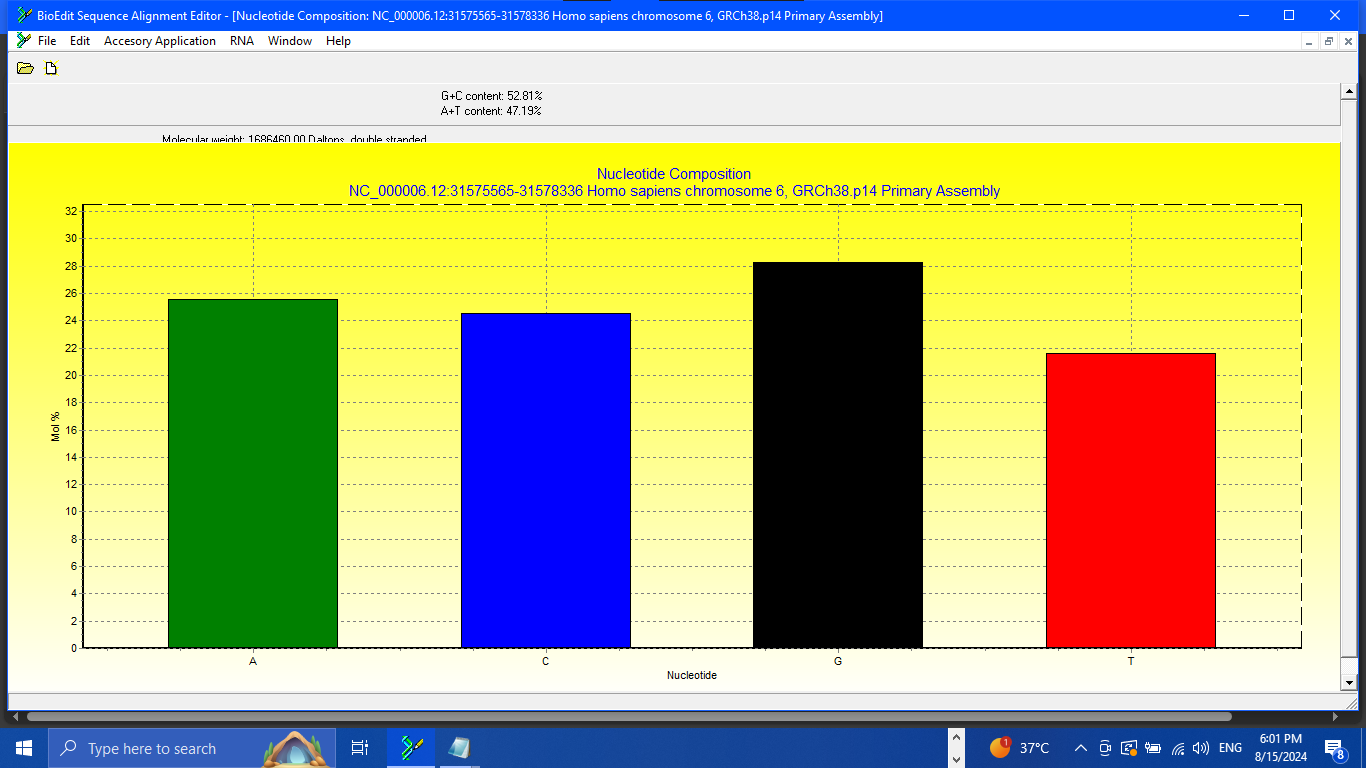 BioEdit Sequence Alignment Editor - [Nucleotide Composition: NC_000006.12:31575565-31578336 Homo sapiens chromosome 6, GRCh38.p14 Primary Assembly]
File Edit Accesory Application RNA Window Help
G+C content: 52.81%
A+T content: 47.19%
Molecular weight: 1686460.00 Daltons, double stranded
Nucleotide Composition
NC_000006.12:31575565-31578336 Homo sapiens chromosome 6, GRCh38.p14 Primary Assembly
32
30
28
26
24
22
20
18
16
14
12
10
8
6
4
2
0
Mol %
A C G T
Nucleotide
Type here to search
1
37°C
ENG
6:01 PM
8/15/2024
8